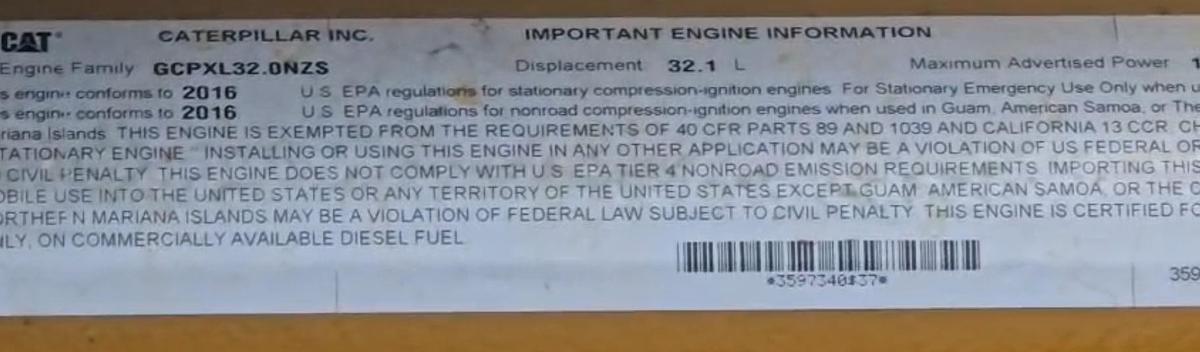 CAT CATERPILLAR INC. IMPORTANT ENGINE INFORMATION
Engine Family GCPXL32.0NZS Displacement 32.1 L Maximum Advertised Power 1
s engine conforms to 2016 U S EPA regulations for stationary compression-ignition engines For Stationary Emergency Use Only when u
s engine conforms to 2016 U S EPA regulations for nonroad compression-ignition engines when used in Guam, American Samoa, or The
riana Islands THIS ENGINE IS EXEMPTED FROM THE REQUIREMENTS OF 40 CFR PARTS 89 AND 1039 AND CALIFORNIA 13 CCR
TATIONARY ENGINE " INSTALLING OR USING THIS ENGINE IN ANY OTHER APPLICATION MAY BE A VIOLATION OF US FEDERAL OR
CIVIL PENALTY THIS ENGINE DOES NOT COMPLY WITH U S EPA TIER 4 NONROAD EMISSION REQUIREMENTS IMPORTING THIS
OBILE USE INTO THE UNITED STATES OR ANY TERRITORY OF THE UNITED STATES EXCEPT GUAM AMERICAN SAMOA, OR THE
ORTHERN MARIANA ISLANDS MAY BE A VIOLATION OF FEDERAL LAW SUBJECT TO CIVIL PENALTY THIS ENGINE IS CERTIFIED FO
NLY, ON COMMERCIALLY AVAILABLE DIESEL FUEL
*3597340$37* 359